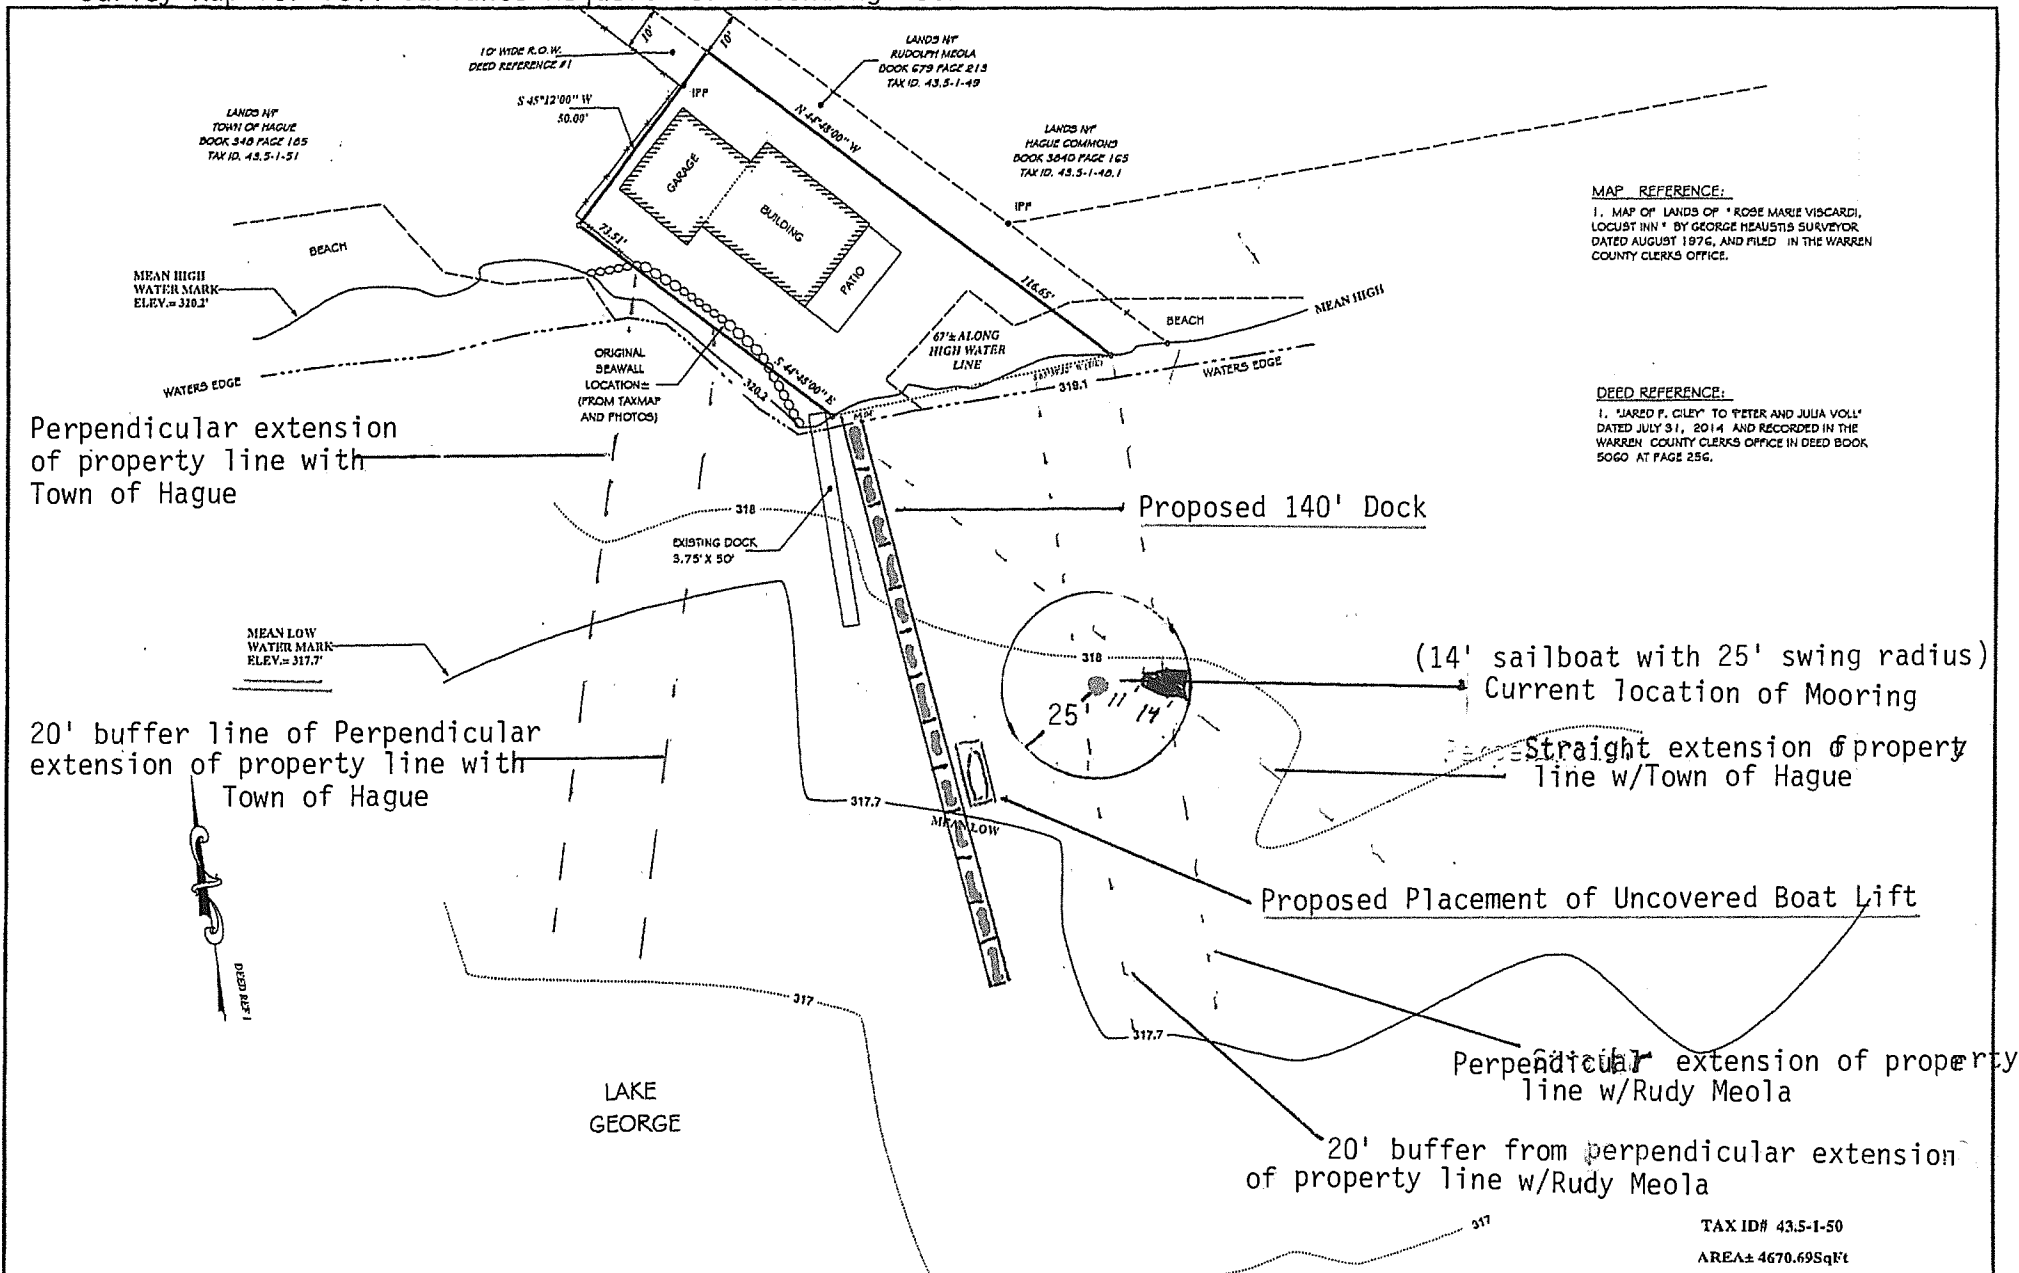 10' WIDE R.O.W.
DEED REFERENCE #1
10'
10'
LANDS N/F
RUDOLPH MEOLA
BOOK 679 PAGE 213
TAX ID. 43.5-1-49
S 45°12'00" W
50.00'
IPF
N 44°48'00" W
LANDS N/F
TOWN OF HAGUE
BOOK 348 PAGE 185
TAX ID. 43.5-1-51
LANDS N/F
HAGUE COMMONS
BOOK 3840 PAGE 165
TAX ID. 43.5-1-48.1
IPF
GARAGE
BUILDING
PATIO
73.51'
116.65'
MAP REFERENCE:
1. MAP OF LANDS OF "ROSE MARIE VISCARDI,
LOCUST INN" BY GEORGE HEAUSTIS SURVEYOR
DATED AUGUST 1976, AND FILED IN THE WARREN
COUNTY CLERKS OFFICE.
BEACH
MEAN HIGH
WATER MARK
ELEV.= 320.2'
MEAN HIGH
BEACH
67'± ALONG
HIGH WATER
LINE
WATERS EDGE
ORIGINAL
SEAWALL
LOCATION±
(FROM TAXMAP
AND PHOTOS)
S 44°48'00" E
320.2
319.1
WATERS EDGE
DEED REFERENCE:
1. "JARED P. CILEY" TO "PETER AND JULIA VOLL"
DATED JULY 31, 2014 AND RECORDED IN THE
WARREN COUNTY CLERKS OFFICE IN DEED BOOK
5060 AT PAGE 256.
Perpendicular extension
of property line with
Town of Hague
Proposed 140' Dock
318
EXISTING DOCK
3.75' X 50'
MEAN LOW
WATER MARK
ELEV.= 317.7'
318
(14' sailboat with 25' swing radius)
Current location of Mooring
25'
11'
14'
20' buffer line of Perpendicular
extension of property line with
Town of Hague
Straight extension of property
line w/Town of Hague
317.7
MEAN LOW
Proposed Placement of Uncovered Boat Lift
DEED REF 1
317
317.7
Perpendicular extension of property
line w/Rudy Meola
LAKE
GEORGE
20' buffer from perpendicular extension
of property line w/Rudy Meola
317
TAX ID# 43.5-1-50
AREA± 4670.69SqFt